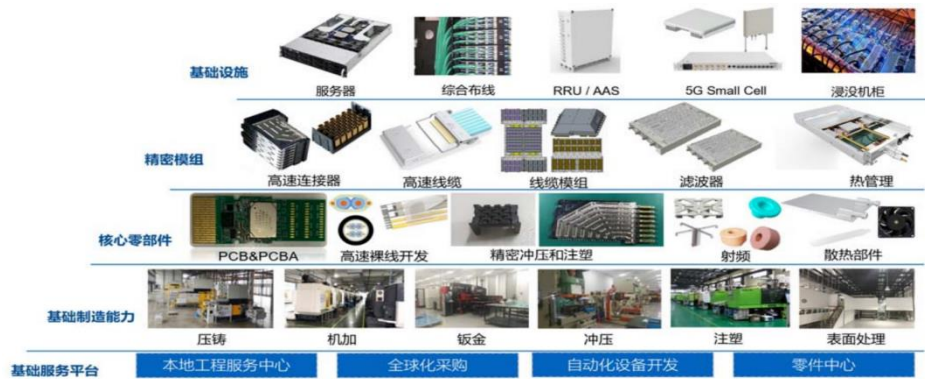 基础设施
服务器 综合布线 RRU / AAS 5G Small Cell 浸没机柜
精密模组
高速连接器 高速线缆 线缆模组 滤波器 热管理
核心零部件
PCB&PCBA 高速裸线开发 精密冲压和注塑 射频 散热部件
基础制造能力
压铸 机加 钣金 冲压 注塑 表面处理
基础服务平台 本地工程服务中心 全球化采购 自动化设备开发 零件中心